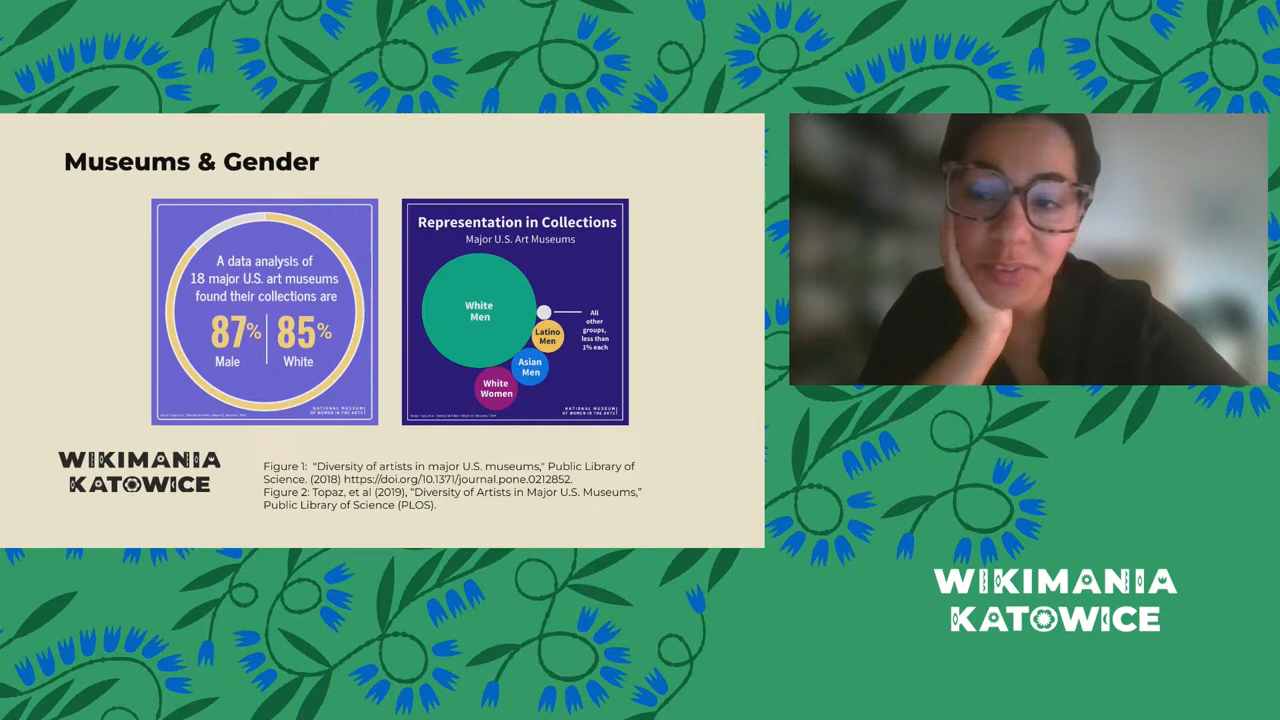 Museums & Gender
A data analysis of
18 major U.S. art museums
found their collections are
87% 85%
Male White
NATIONAL MUSEUM
OF WOMEN IN THE ARTS
Representation in Collections
Major U.S. Art Museums
White
Men
All
other
groups,
less than
1% each
Latino
Men
Asian
Men
White
Women
NATIONAL MUSEUM
OF WOMEN IN THE ARTS
WIKIMANIA
KATOWICE
Figure 1: "Diversity of artists in major U.S. museums," Public Library of
Science. (2018) https://doi.org/10.1371/journal.pone.0212852.
Figure 2: Topaz, et al (2019), “Diversity of Artists in Major U.S. Museums,”
Public Library of Science (PLOS).
WIKIMANIA
KATOWICE